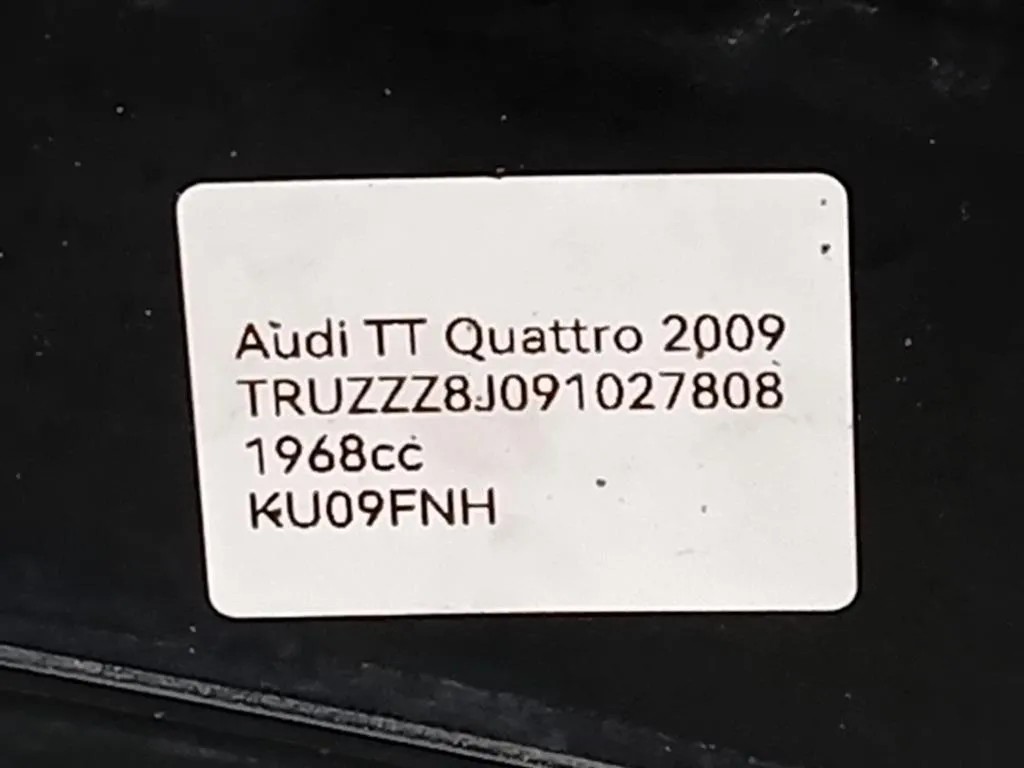 Audi TT Quattro 2009
TRUZZZ8J091027808
1968cc
KU09FNH